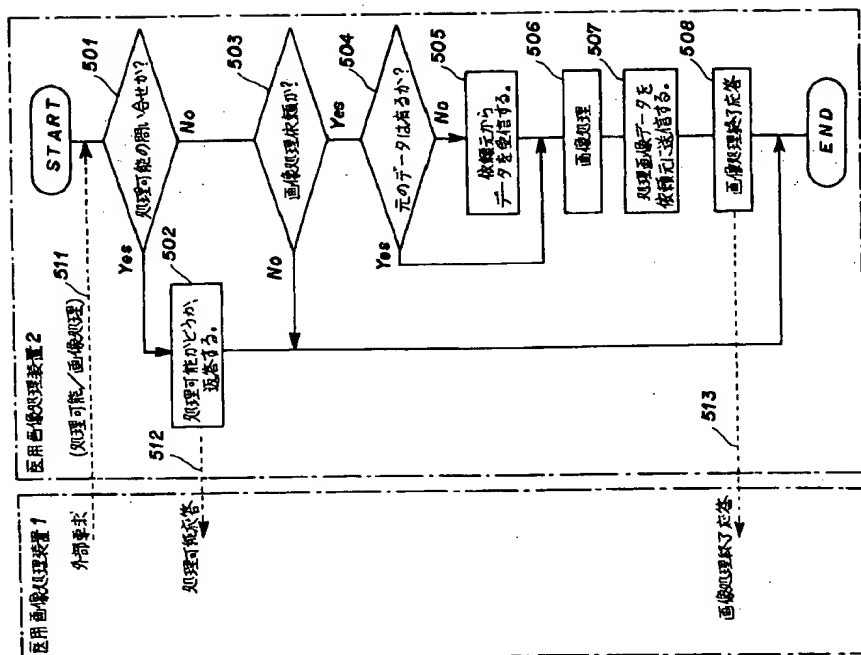 医用画像処理装置1
外部要求
処理可能応答
画像処理終了応答
医用画像処理装置2
(処理可能/画像処理)
511
START
501
処理可能の問い合せか?
Yes
No
502
処理可能かどうか、
返答する。
512
503
画像処理依頼か?
No
Yes
504
元のデータは有るか?
Yes
No
505
依頼元から
データを受信する。
506
画像処理
507
処理画像データを
依頼元に送信する。
508
画像処理終了応答
513
END